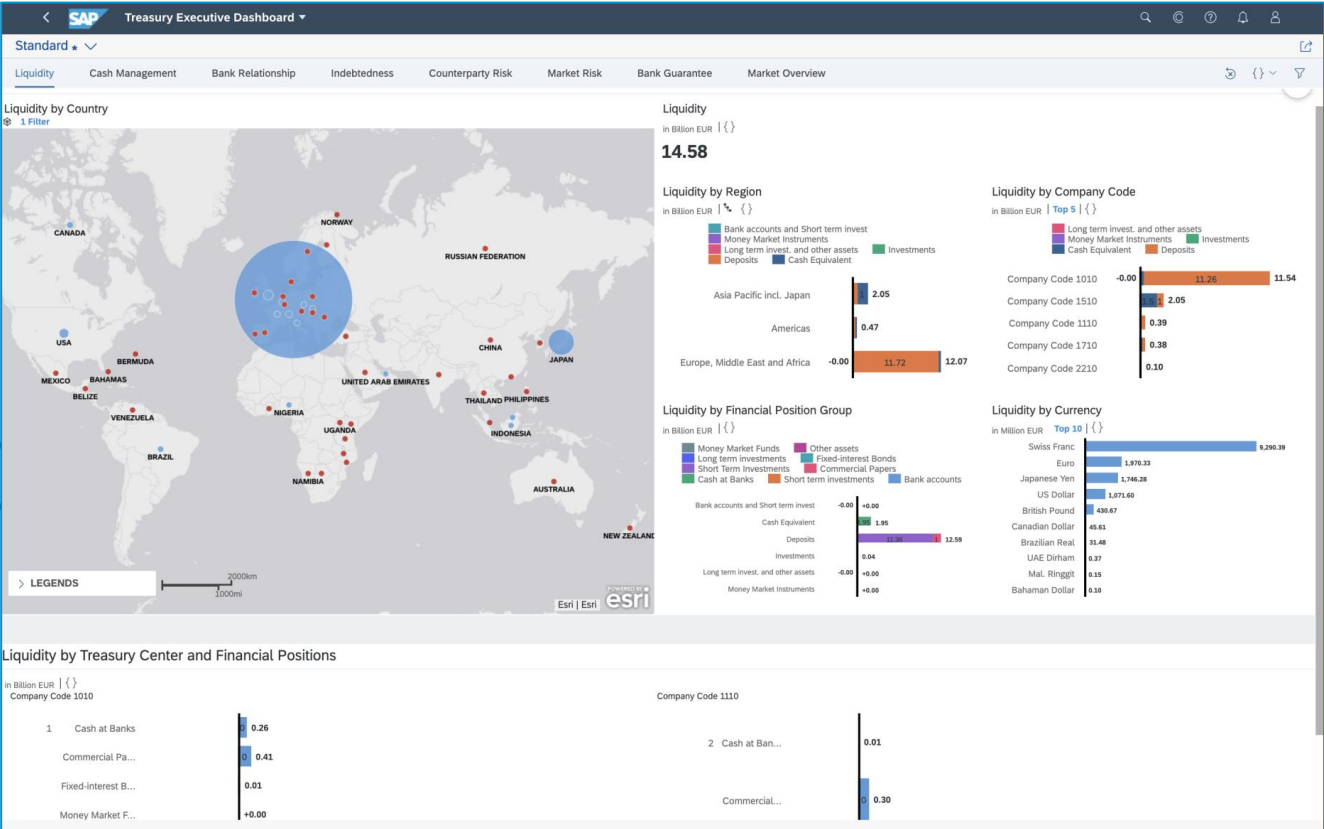 SAP Treasury Executive Dashboard
Standard *
Liquidity Cash Management Bank Relationship Indebtedness Counterparty Risk Market Risk Bank Guarantee Market Overview
{ }
Liquidity by Country
1 Filter
NORWAY
CANADA
RUSSIAN FEDERATION
USA
CHINA
JAPAN
BERMUDA
MEXICO
BAHAMAS
UNITED ARAB EMIRATES
BELIZE
THAILAND
PHILIPPINES
VENEZUELA
NIGERIA
UGANDA
INDONESIA
BRAZIL
NAMIBIA
AUSTRALIA
NEW ZEALAND
> LEGENDS
2000km
1000mi
Esri | Esri
POWERED BY
esri
Liquidity
in Billion EUR | { }
14.58
Liquidity by Region
in Billion EUR | { }
Bank accounts and Short term invest
Money Market Instruments
Long term invest. and other assets Investments
Deposits Cash Equivalent
Asia Pacific incl. Japan 1 2.05
Americas 0.47
Europe, Middle East and Africa -0.00 11.72 12.07
Liquidity by Company Code
in Billion EUR | Top 5 | { }
Long term invest. and other assets
Money Market Instruments Investments
Cash Equivalent Deposits
Company Code 1010 -0.00 11.26 11.54
Company Code 1510 1.5 1 2.05
Company Code 1110 0.39
Company Code 1710 0.38
Company Code 2210 0.10
Liquidity by Financial Position Group
in Billion EUR | { }
Money Market Funds Other assets
Long term investments Fixed-interest Bonds
Short Term Investments Commercial Papers
Cash at Banks Short term investments Bank accounts
Bank accounts and Short term invest -0.00 +0.00
Cash Equivalent 1.95 1.95
Deposits 11.36 1 12.59
Investments 0.04
Long term invest. and other assets -0.00 +0.00
Money Market Instruments +0.00
Liquidity by Currency
in Million EUR Top 10 | { }
Swiss Franc 9,290.39
Euro 1,970.33
Japanese Yen 1,746.28
US Dollar 1,071.60
British Pound 430.67
Canadian Dollar 45.61
Brazilian Real 31.48
UAE Dirham 0.37
Mal. Ringgit 0.15
Bahaman Dollar 0.10
Liquidity by Treasury Center and Financial Positions
in Billion EUR | { }
Company Code 1010
1 Cash at Banks 0 0.26
Commercial Pa... 0 0.41
Fixed-interest B... 0.01
Money Market F... +0.00
Company Code 1110
2 Cash at Ban... 0.01
Commercial... 0 0.30